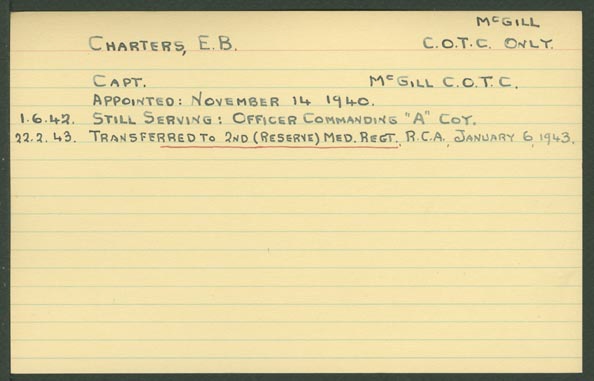 McGILL
CHARTERS, E.B. C.O.T.C. ONLY.
CAPT. McGILL C.O.T.C.
APPOINTED: NOVEMBER 14 1940.
1.6.42. STILL SERVING: OFFICER COMMANDING "A" COY.
22.2.43. TRANSFERRED TO 2ND (RESERVE) MED. REGT., R.C.A., JANUARY 6, 1943.